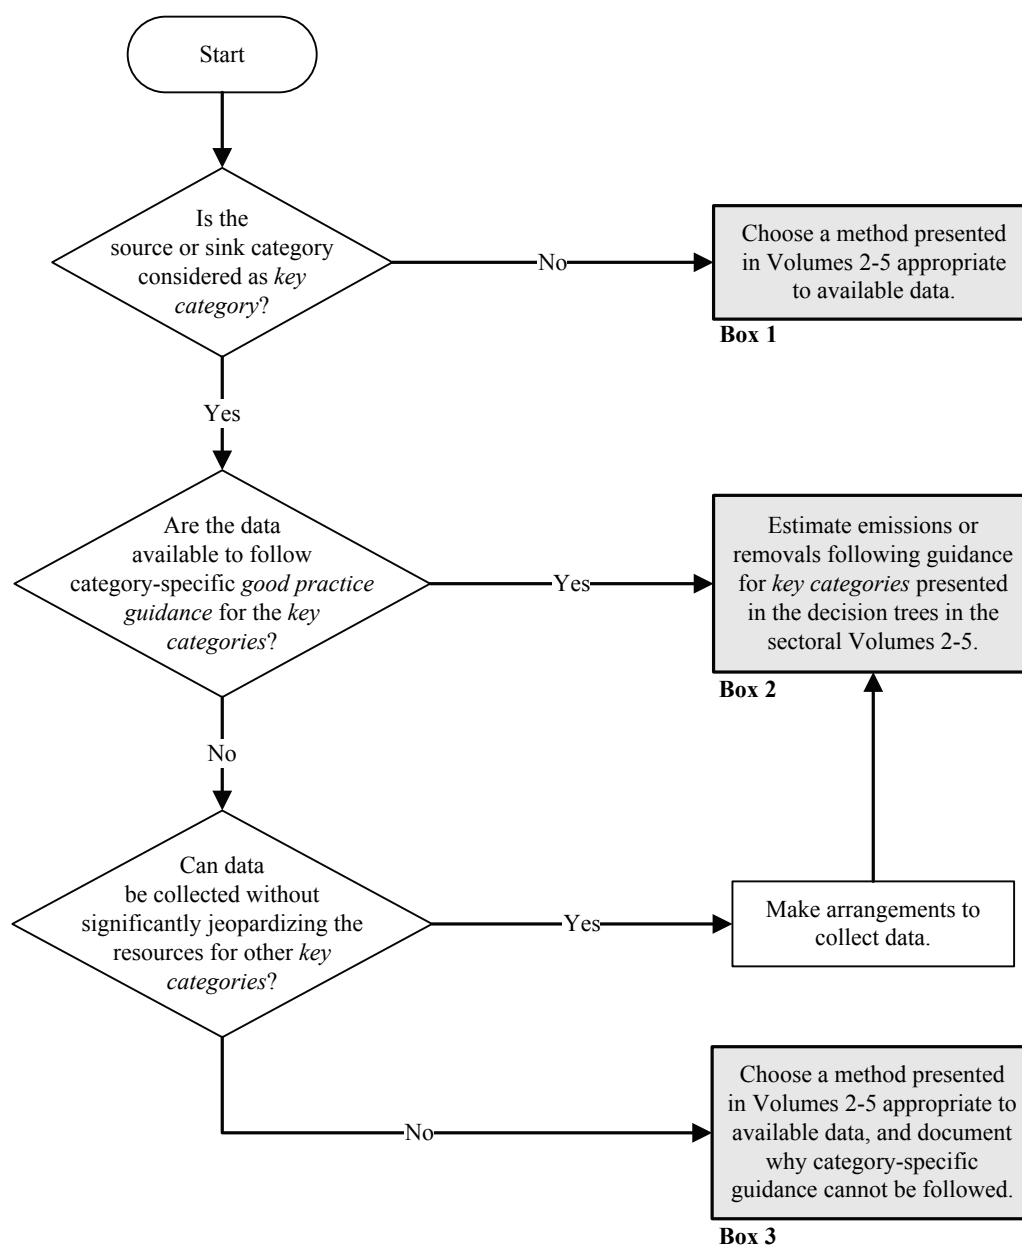 Start
Is the
source or sink category
considered as key
category?
No
Choose a method presented
in Volumes 2-5 appropriate
to available data.
Box 1
Yes
Are the data
available to follow
category-specific good practice
guidance for the key
categories?
Yes
Estimate emissions or
removals following guidance
for key categories presented
in the decision trees in the
sectoral Volumes 2-5.
Box 2
No
Can data
be collected without
significantly jeopardizing the
resources for other key
categories?
Yes
Make arrangements to
collect data.
No
Choose a method presented
in Volumes 2-5 appropriate to
available data, and document
why category-specific
guidance cannot be followed.
Box 3